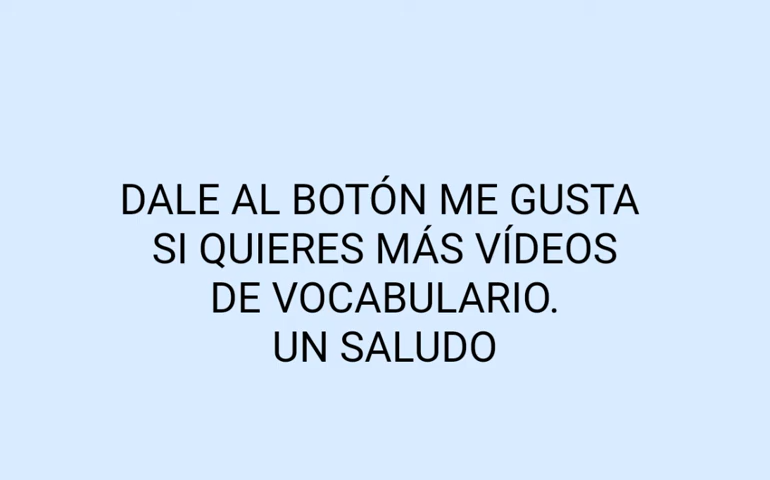 DALE AL BOTÓN ME GUSTA
SI QUIERES MÁS VÍDEOS
DE VOCABULARIO.
UN SALUDO